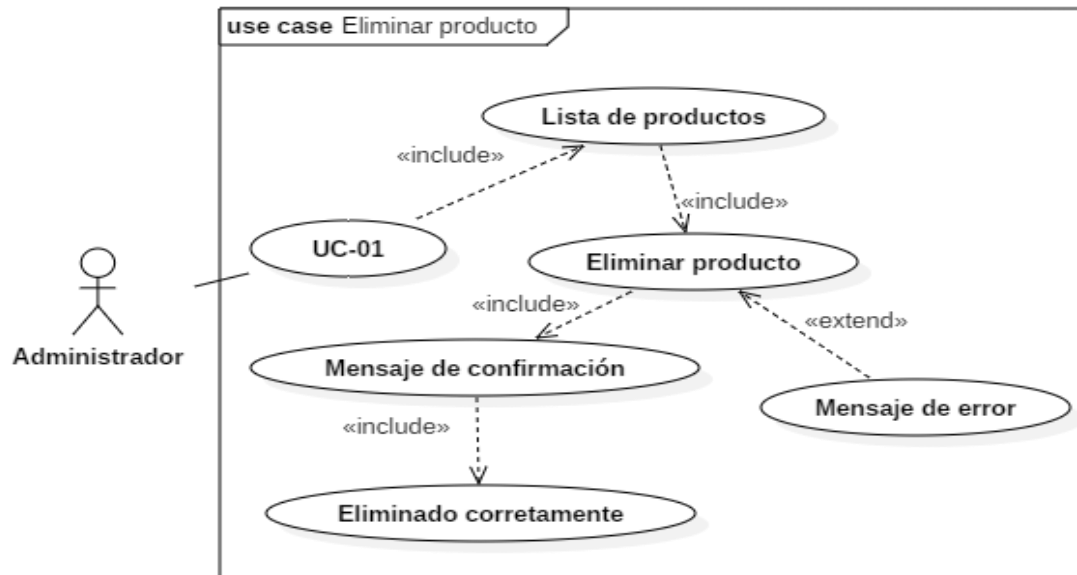 use case Eliminar producto
Lista de productos
«include»
«include»
UC-01
Eliminar producto
«include»
«extend»
Administrador
Mensaje de confirmación
Mensaje de error
«include»
Eliminado corretamente